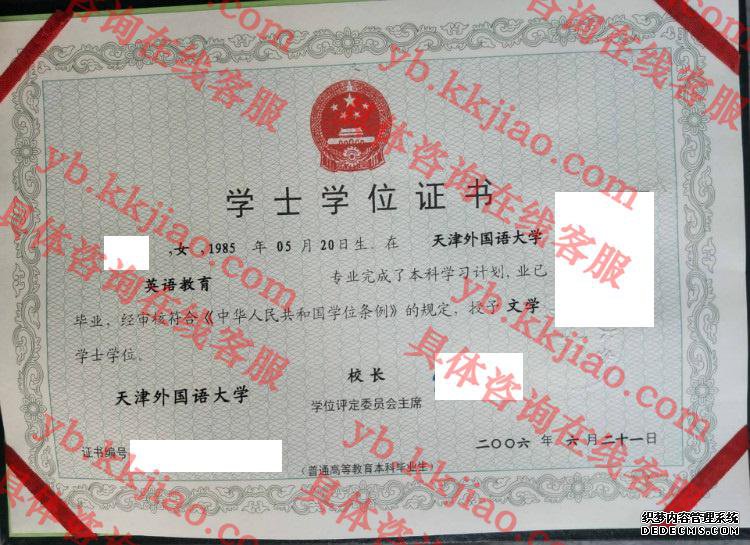 学士学位证书
,女 ,1985 年 05 月 20日生. 在 天津外国语大学
英语教育 专业完成了本科学习计划,业已
毕业,经审核符合《中华人民共和国学位条例》的规定,授予 文学
学士学位。
校 长
天津外国语大学
学位评定委员会主席
二〇〇六 年 六 月 二十一日
证书编号
(普通高等教育本科毕业生)
yb.kkjiao.com
具体咨询在线客服
织梦内容管理系统
DEDECMS.COM